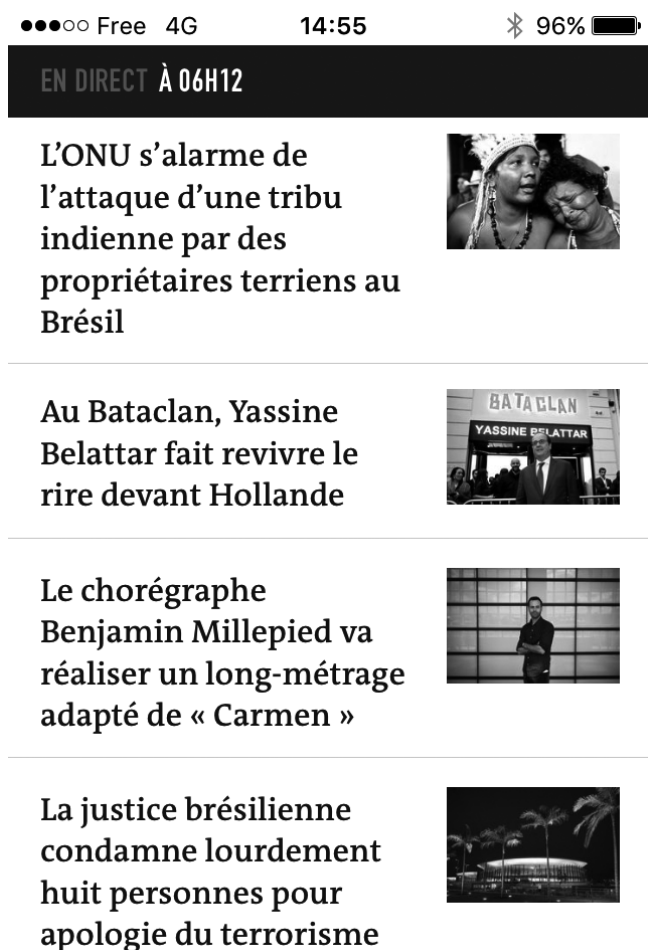 Free 4G 14:55 96%
EN DIRECT À 06H12
L’ONU s’alarme de
l’attaque d’une tribu
indienne par des
propriétaires terriens au
Brésil
Au Bataclan, Yassine
Belattar fait revivre le
rire devant Hollande
BATACLAN
YASSINE BELATTAR
Le chorégraphe
Benjamin Millepied va
réaliser un long-métrage
adapté de « Carmen »
La justice brésilienne
condamne lourdement
huit personnes pour
apologie du terrorisme